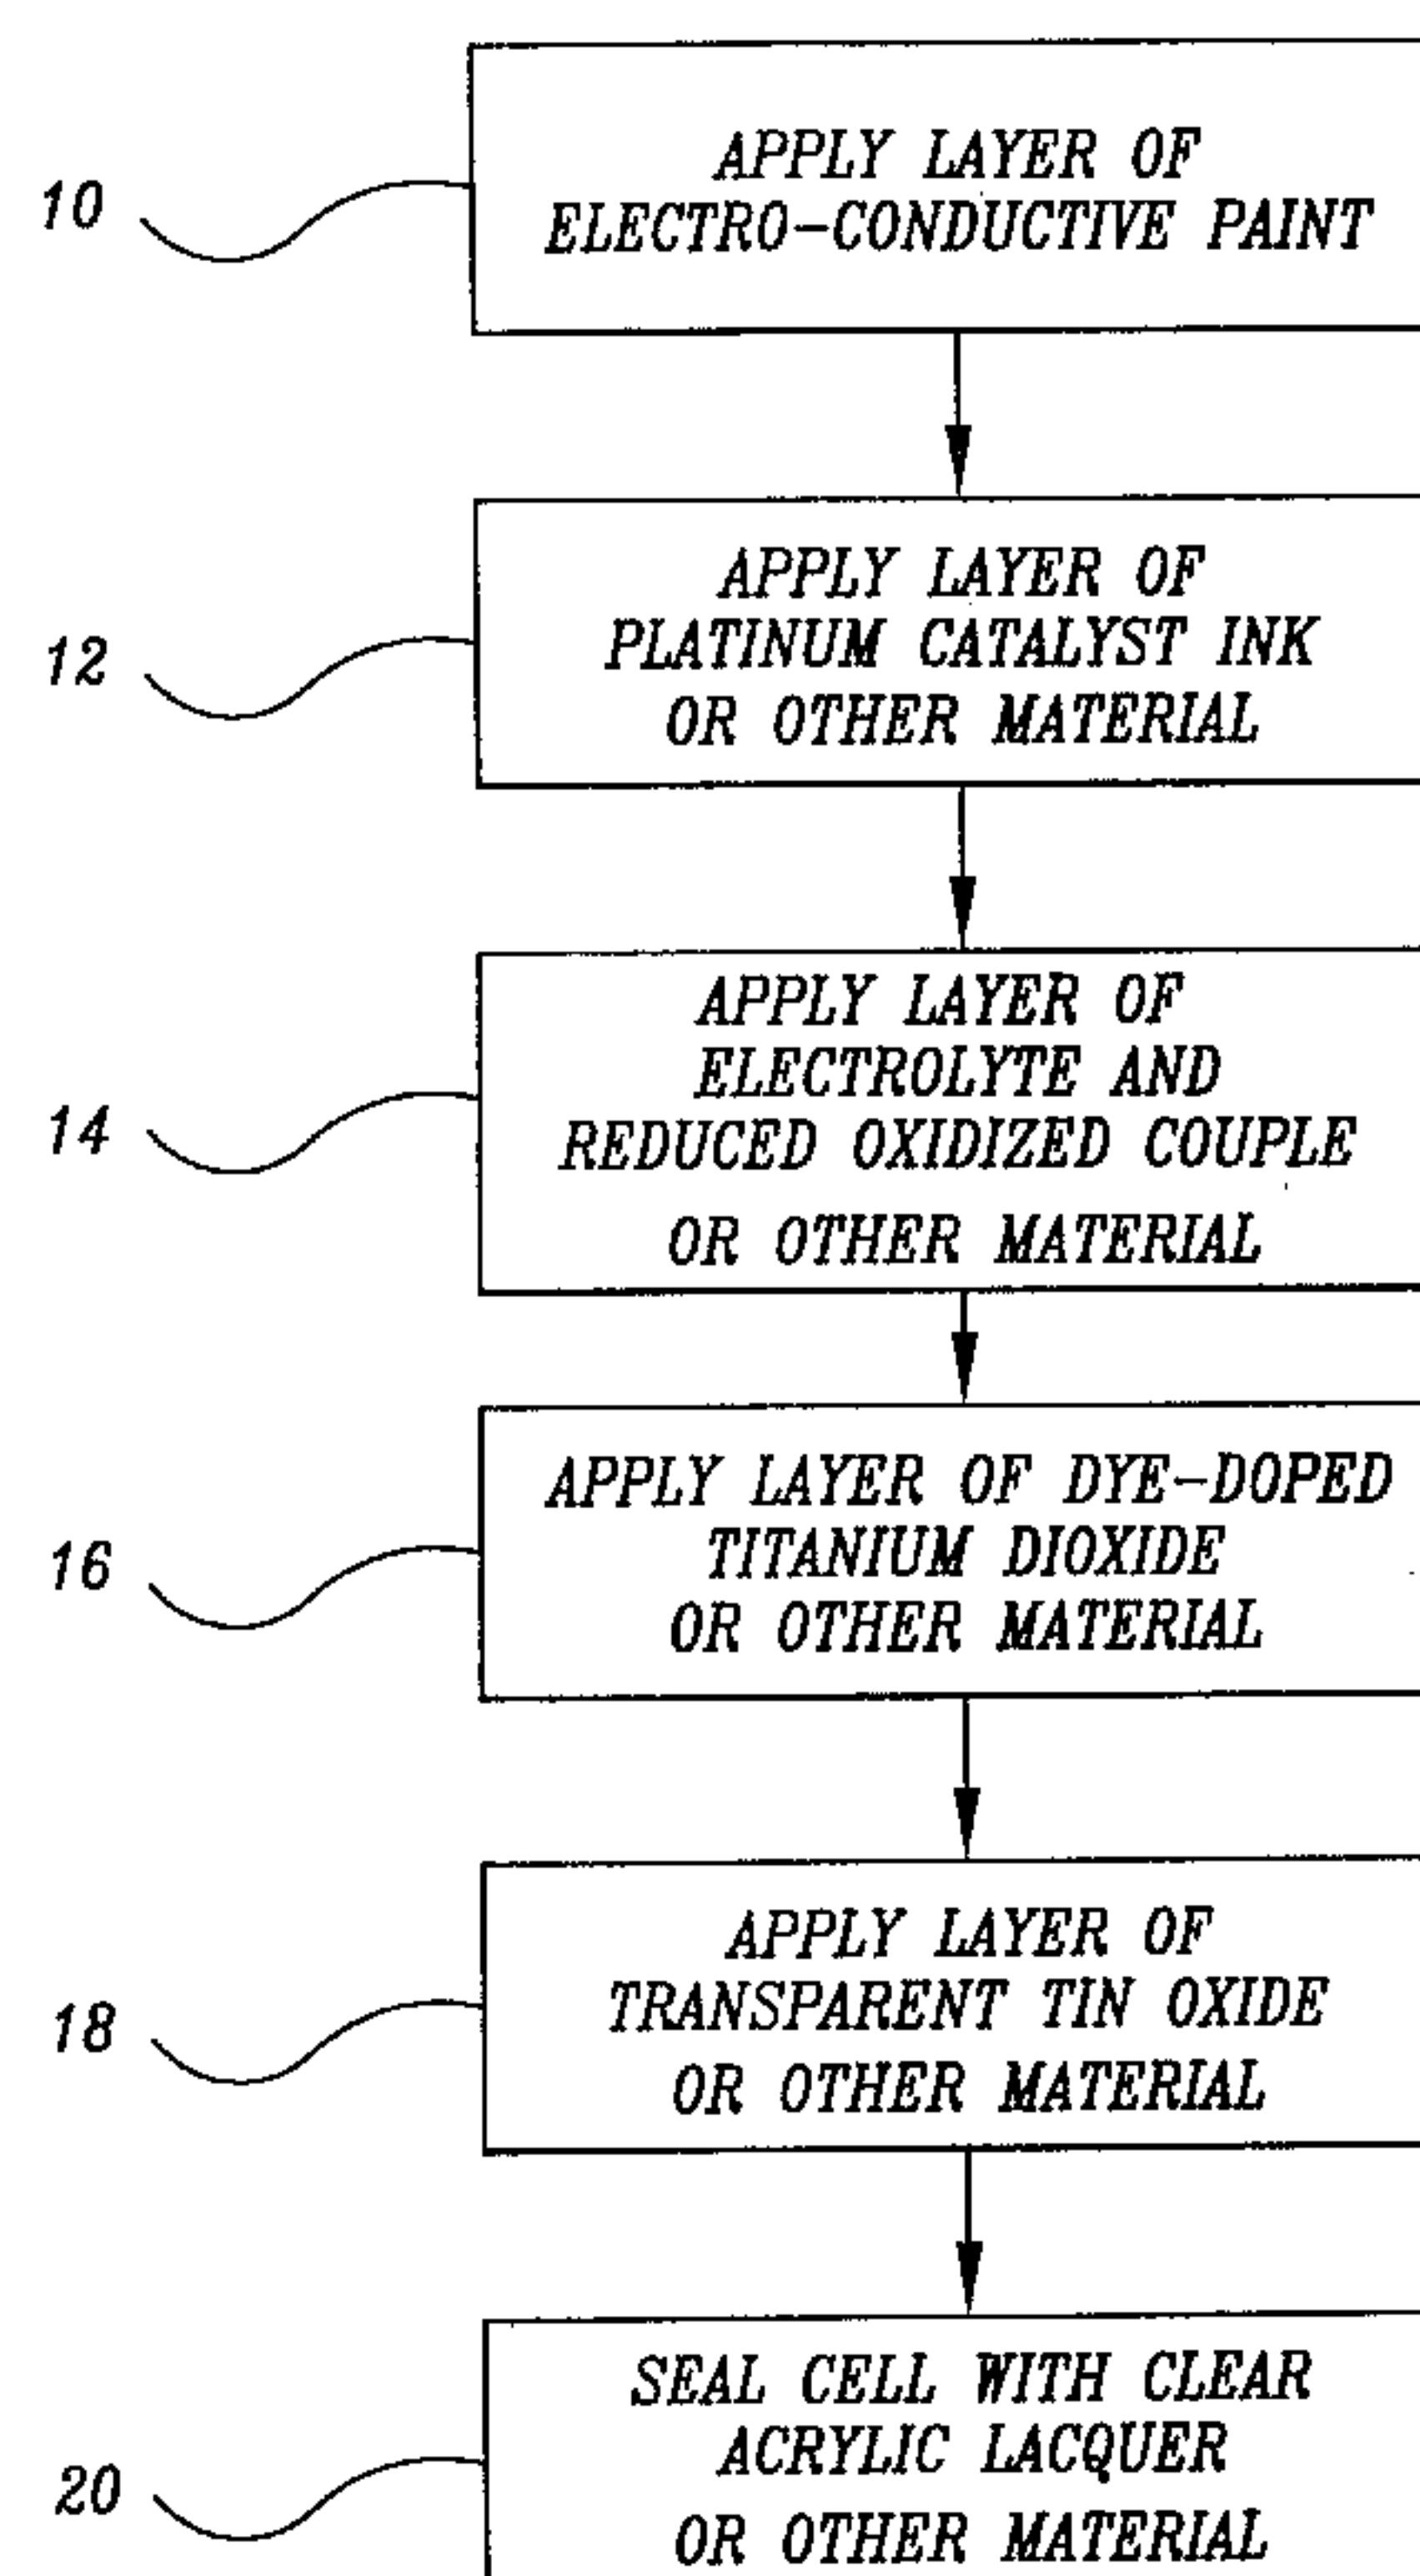 10
APPLY LAYER OF
ELECTRO-CONDUCTIVE PAINT
12
APPLY LAYER OF
PLATINUM CATALYST INK
OR OTHER MATERIAL
14
APPLY LAYER OF
ELECTROLYTE AND
REDUCED OXIDIZED COUPLE
OR OTHER MATERIAL
16
APPLY LAYER OF DYE-DOPED
TITANIUM DIOXIDE
OR OTHER MATERIAL
18
APPLY LAYER OF
TRANSPARENT TIN OXIDE
OR OTHER MATERIAL
20
SEAL CELL WITH CLEAR
ACRYLIC LACQUER
OR OTHER MATERIAL